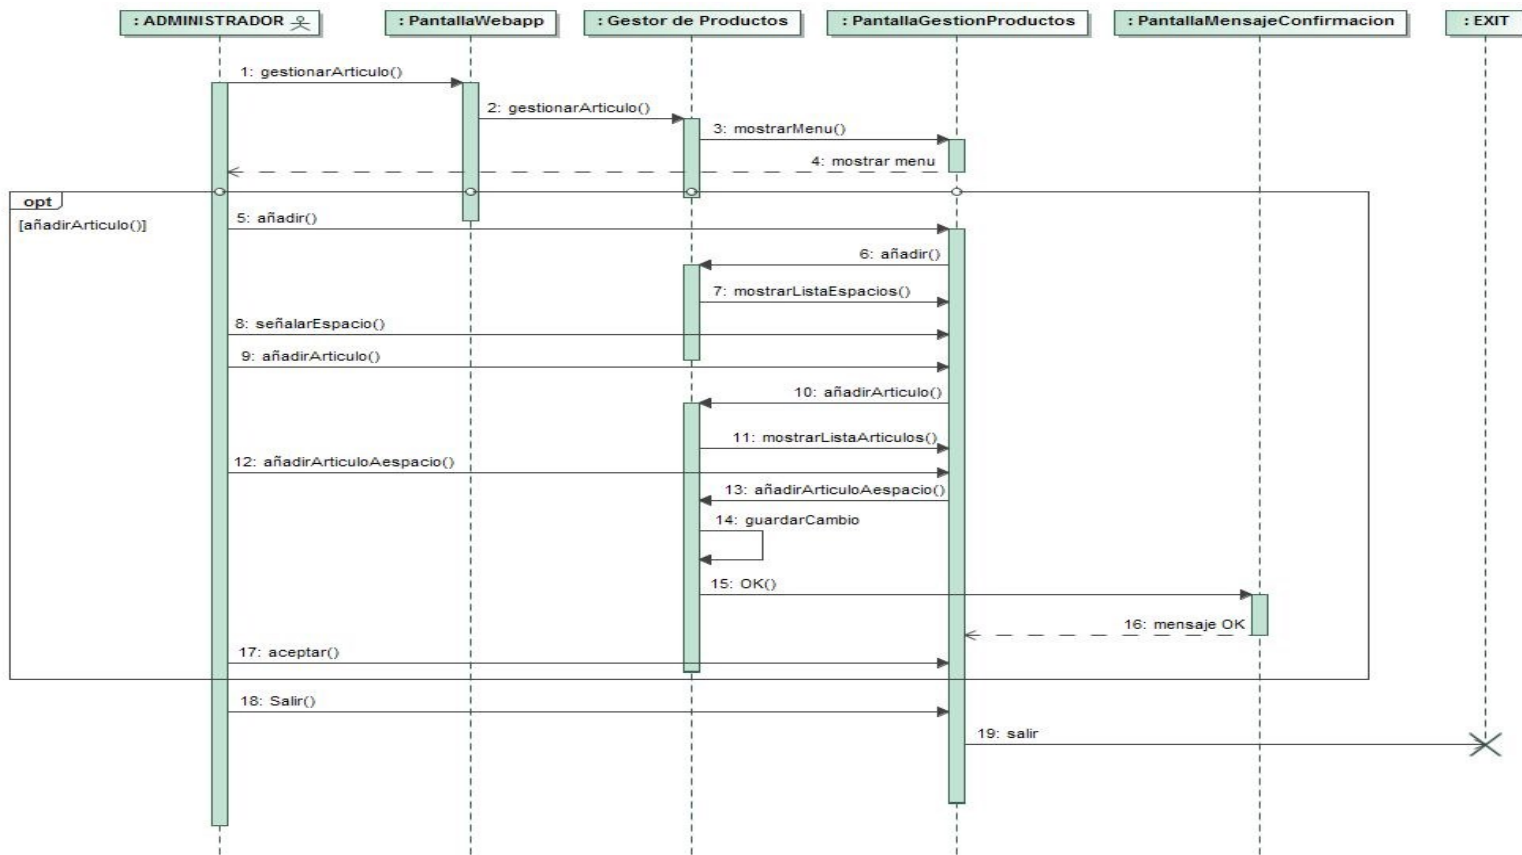 : ADMINISTRADOR
: PantallaWebapp
: Gestor de Productos
: PantallaGestionProductos
: PantallaMensajeConfirmacion
: EXIT
1: gestionarArticulo()
2: gestionarArticulo()
3: mostrarMenu()
4: mostrar menu
opt
[añadirArticulo()]
5: añadir()
6: añadir()
7: mostrarListaEspacios()
8: señalarEspacio()
9: añadirArticulo()
10: añadirArticulo()
11: mostrarListaArticulos()
12: añadirArticuloAespacio()
13: añadirArticuloAespacio()
14: guardarCambio
15: OK()
16: mensaje OK
17: aceptar()
18: Salir()
19: salir